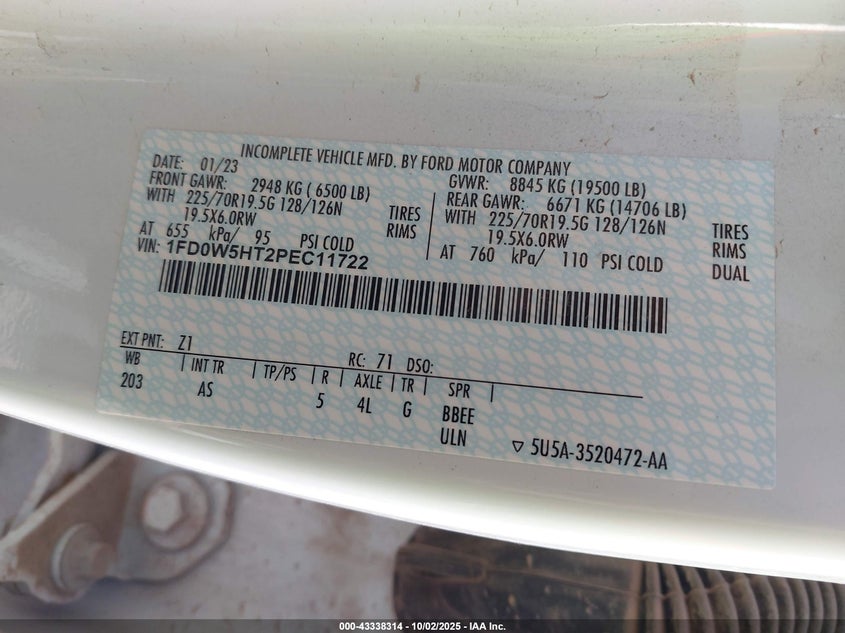 INCOMPLETE VEHICLE MFD. BY FORD MOTOR COMPANY
DATE: 01/23 GVWR: 8845 KG (19500 LB)
FRONT GAWR: 2948 KG ( 6500 LB) REAR GAWR: 6671 KG (14706 LB)
WITH 225/70R19.5G 128/126N TIRES WITH 225/70R19.5G 128/126N TIRES
19.5X6.0RW RIMS 19.5X6.0RW RIMS
AT 655 kPa/ 95 PSI COLD AT 760 kPa/ 110 PSI COLD DUAL
VIN: 1FD0W5HT2PEC11722
EXT PNT: Z1 RC: 71 DSO:
WB INT TR TP/PS R AXLE TR SPR
203 AS 5 4L G BBEE
ULN
5U5A-3520472-AA
000-43338314 - 10/02/2025 - IAA Inc.